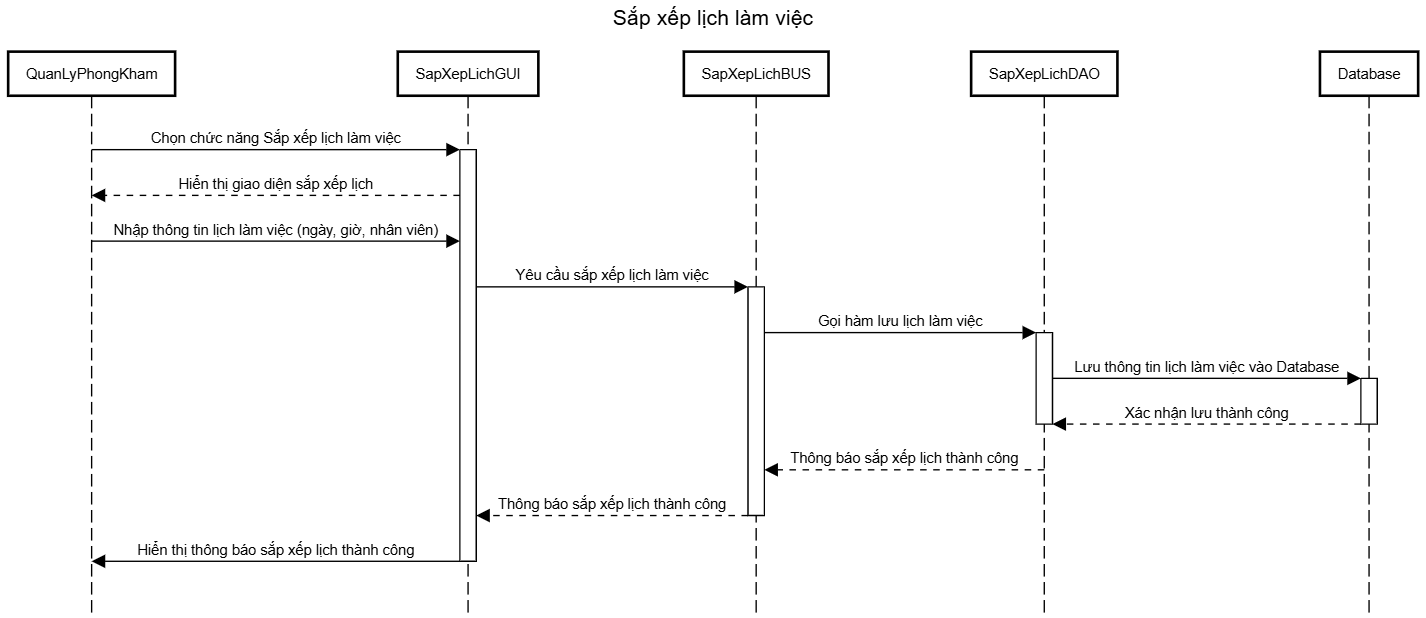 Sắp xếp lịch làm việc
QuanLyPhongKham
SapXepLichGUI
SapXepLichBUS
SapXepLichDAO
Database
Chọn chức năng Sắp xếp lịch làm việc
Hiển thị giao diện sắp xếp lịch
Nhập thông tin lịch làm việc (ngày, giờ, nhân viên)
Yêu cầu sắp xếp lịch làm việc
Gọi hàm lưu lịch làm việc
Lưu thông tin lịch làm việc vào Database
Xác nhận lưu thành công
Thông báo sắp xếp lịch thành công
Thông báo sắp xếp lịch thành công
Hiển thị thông báo sắp xếp lịch thành công